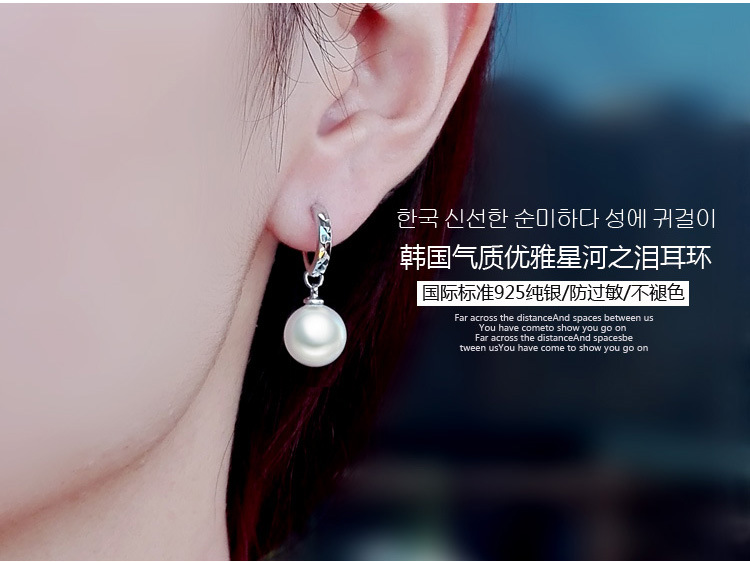 한국 신선한 순미하다 성에 귀걸이
韩国气质优雅星河之泪耳环
国际标准925纯银/防过敏/不褪色
Far across the distanceAnd spaces between us
You have cometo show you go on
Far across the distanceAnd spacesbe
tween usYou have come to show you go on